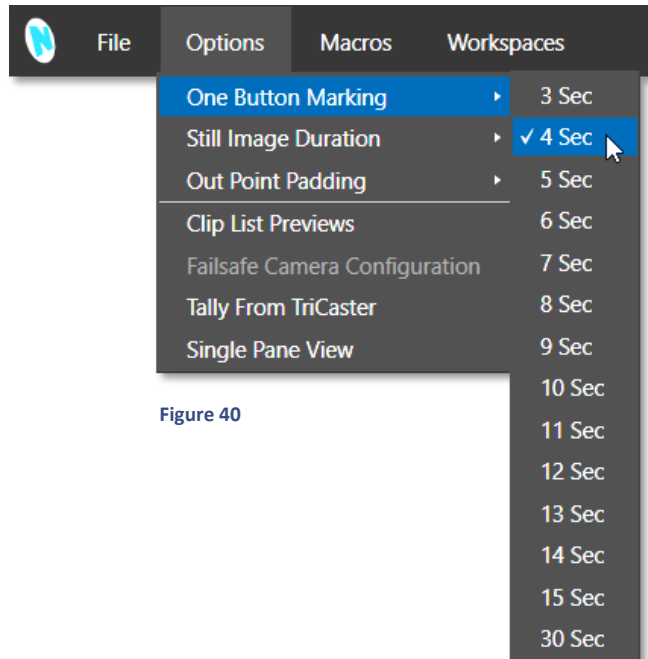 File Options Macros Workspaces
One Button Marking
Still Image Duration
Out Point Padding
Clip List Previews
Failsafe Camera Configuration
Tally From TriCaster
Single Pane View
3 Sec
✓ 4 Sec
5 Sec
6 Sec
7 Sec
8 Sec
9 Sec
10 Sec
11 Sec
12 Sec
13 Sec
14 Sec
15 Sec
30 Sec
Figure 40